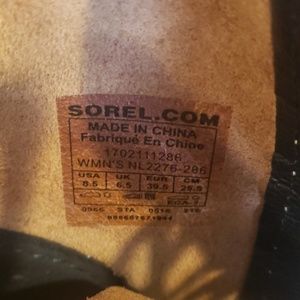 SOREL.COM
MADE IN CHINA
Fabriqué En Chine
1702111286
WMN'S NL2276-286
USA UK EUR CM
8.5 6.5 39.5 25.5